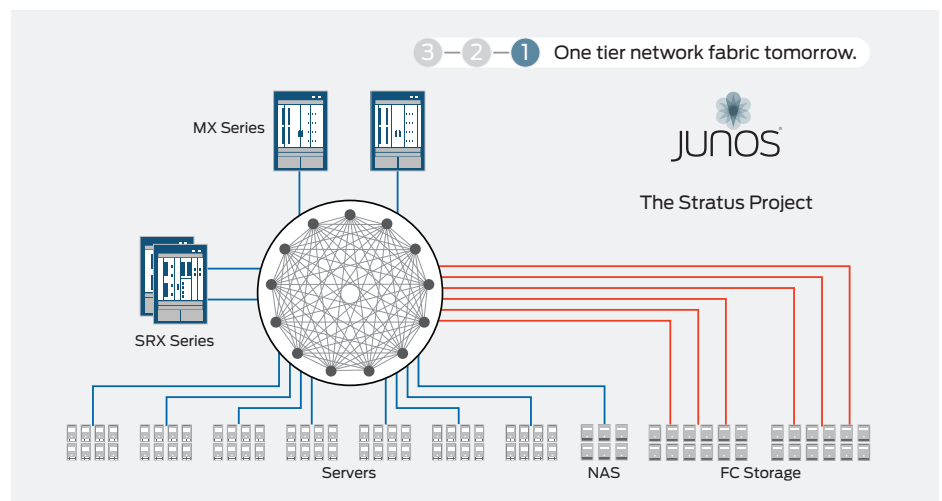 3 2 1 One tier network fabric tomorrow.
MX Series
JUNOS
The Stratus Project
SRX Series
Servers
NAS
FC Storage